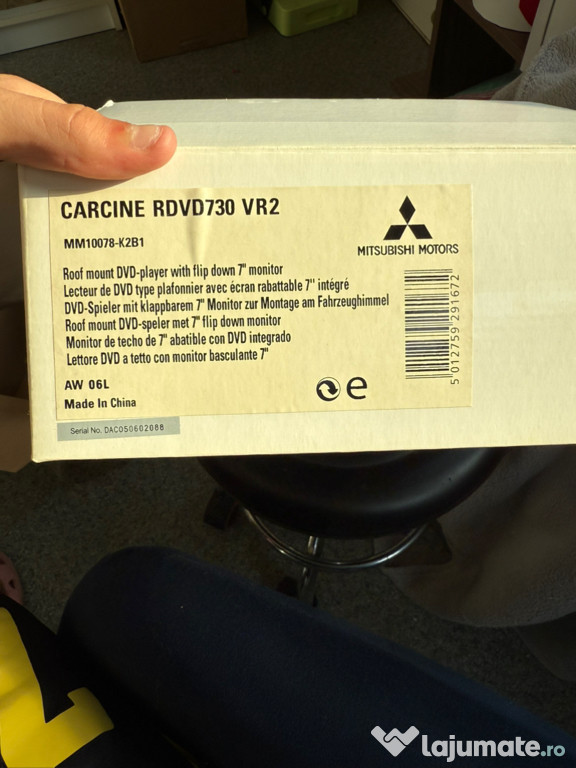 CARCINE RDVD730 VR2
MM10078-K2B1
MITSUBISHI MOTORS
Roof mount DVD-player with flip down 7" monitor
Lecteur de DVD type plafonnier avec écran rabattable 7'' intégré
DVD-Spieler mit klappbarem 7" Monitor zur Montage am Fahrzeughimmel
Roof mount DVD-speler met 7" flip down monitor
Monitor de techo de 7" abatible con DVD integrado
Lettore DVD a tetto con monitor basculante 7"
AW 06L
Made In China
e
5 012759 291672
Serial No. DAC050602088
lajumate.ro